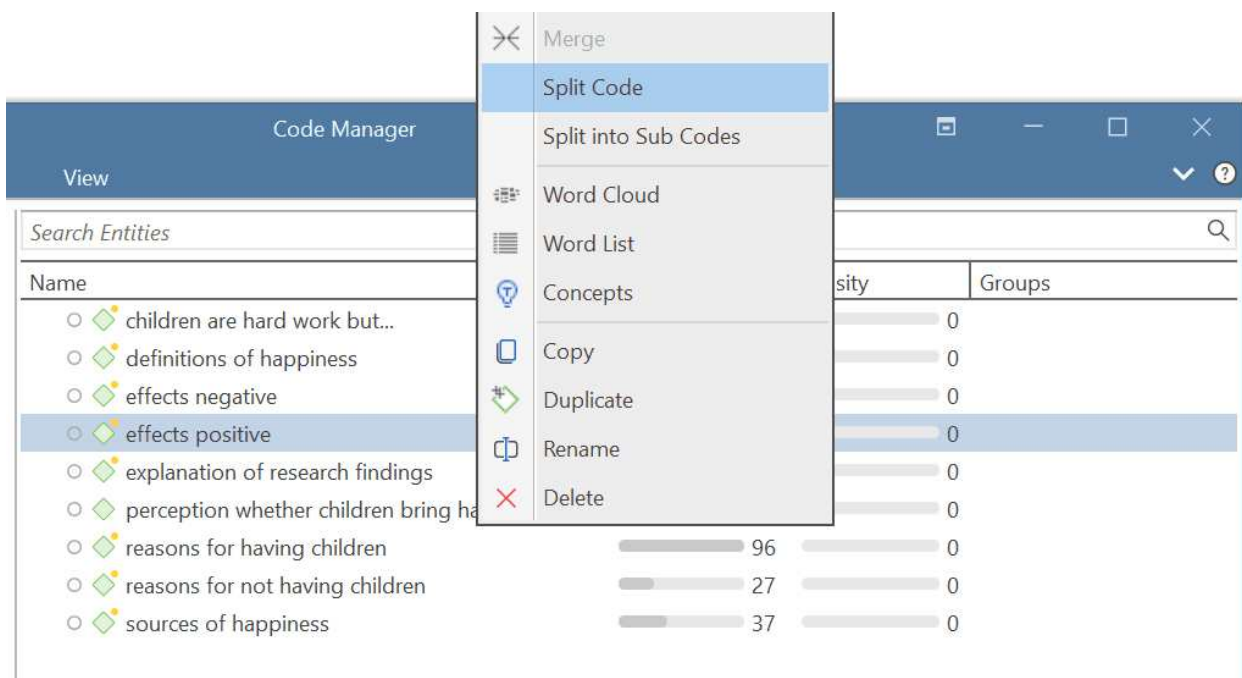 Merge
Split Code
Code Manager
Split into Sub Codes
View
Word Cloud
Search Entities
Word List
Name
sity
Groups
Concepts
children are hard work but...
0
definitions of happiness
Copy
0
effects negative
Duplicate
0
effects positive
0
Rename
explanation of research findings
0
Delete
perception whether children bring ha
0
reasons for having children 96 0
reasons for not having children 27 0
sources of happiness 37 0